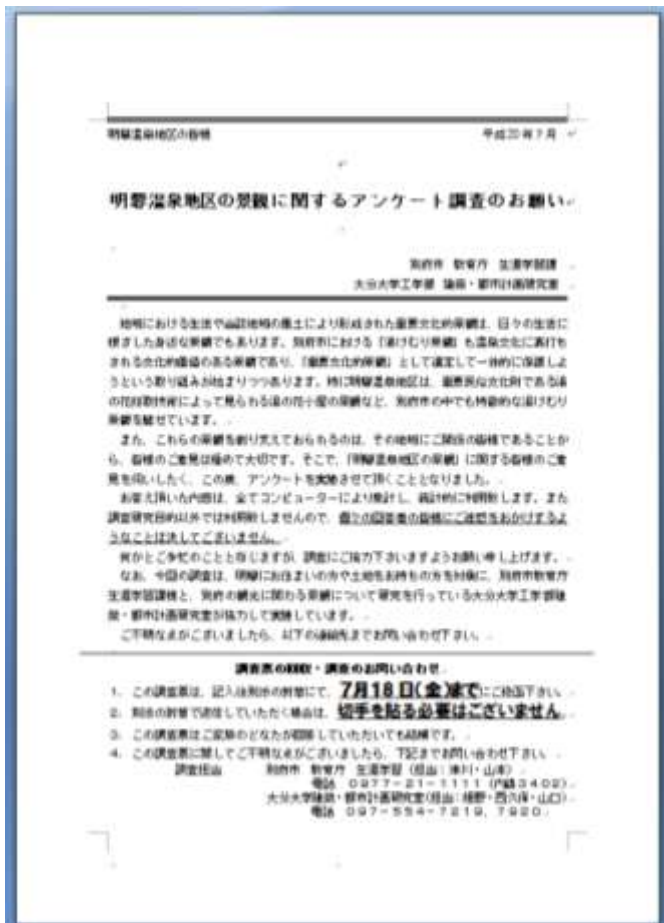 明礬温泉地区の皆様 平成20年7月
明礬温泉地区の景観に関するアンケート調査のお願い
別府市 教育庁 生涯学習課
大分大学工学部 建築・都市計画研究室
地域における生活や当該地域の風土により形成された重要文化的景観は、日々の生活に
根ざした身近な景観でもあります。別府市における「湯けむり景観」も温泉文化に裏打ち
される文化的価値のある景観であり、「重要文化的景観」として選定して一体的に保護しよ
うという取り組みが始まりつつあります。特に明礬温泉地区は、重要民俗文化財である湯
の花採取技術によって見られる湯の花小屋の景観など、別府市の中でも特徴的な湯けむり
景観を魅せています。
また、これらの景観を創り支えておられるのは、その地域にご関係の皆様であることか
ら、皆様のご意見は極めて大切です。そこで、「明礬温泉地区の景観」に関する皆様のご意
見を伺いしたく、この度、アンケートを実施させて頂くこととなりました。
お答え頂いた内容は、全てコンピューターにより集計し、統計的に利用致します。また
調査研究目的以外では利用致しませんので、個々の回答者の皆様にご迷惑をおかけするよ
うなことは決してございません。
何かとご多忙のことと存じますが、調査にご協力下さいますようお願い申し上げます。
なお、今回の調査は、明礬にお住まいの方や土地をお持ちの方を対象に、別府市教育庁
生涯学習課様と、別府の観光に関わる景観について研究を行っている大分大学工学部建
築・都市計画研究室が協力して実施しています。
ご不明な点がございましたら、以下の連絡先までお問い合わせ下さい。
調査票の回収・調査のお問い合わせ
1. この調査票は、記入後別添の封筒にて、7月18日(金)までにご投函下さい。
2. 別添の封筒で返信していただく場合は、切手を貼る必要はございません。
3. この調査票はご家族のどなたが回答していただいても結構です。
4. この調査票に関してご不明な点がございましたら、下記までお問い合わせ下さい。
調査担当 別府市 教育庁 生涯学習(担当:津川・山本)
電話 0977-21-1111(内線3402)
大分大学建築・都市計画研究室(担当:姫野・西久保・山口)
電話 097-554-7219,7920